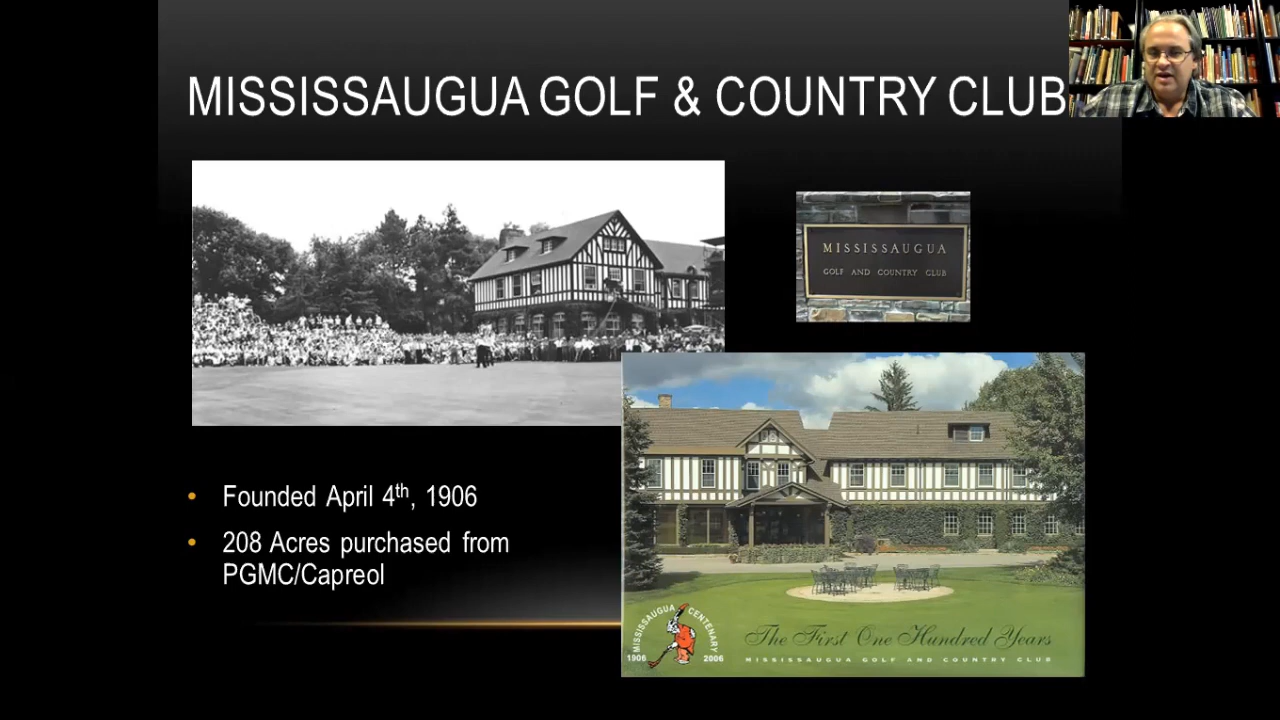 MISSISSAUGUA GOLF & COUNTRY CLUB
MISSISSAUGUA
GOLF AND COUNTRY CLUB
• Founded April 4th, 1906
• 208 Acres purchased from
PGMC/Capreol
MISSISSAUGUA CENTENARY
1906 2006
The First One Hundred Years
MISSISSAUGUA GOLF AND COUNTRY CLUB